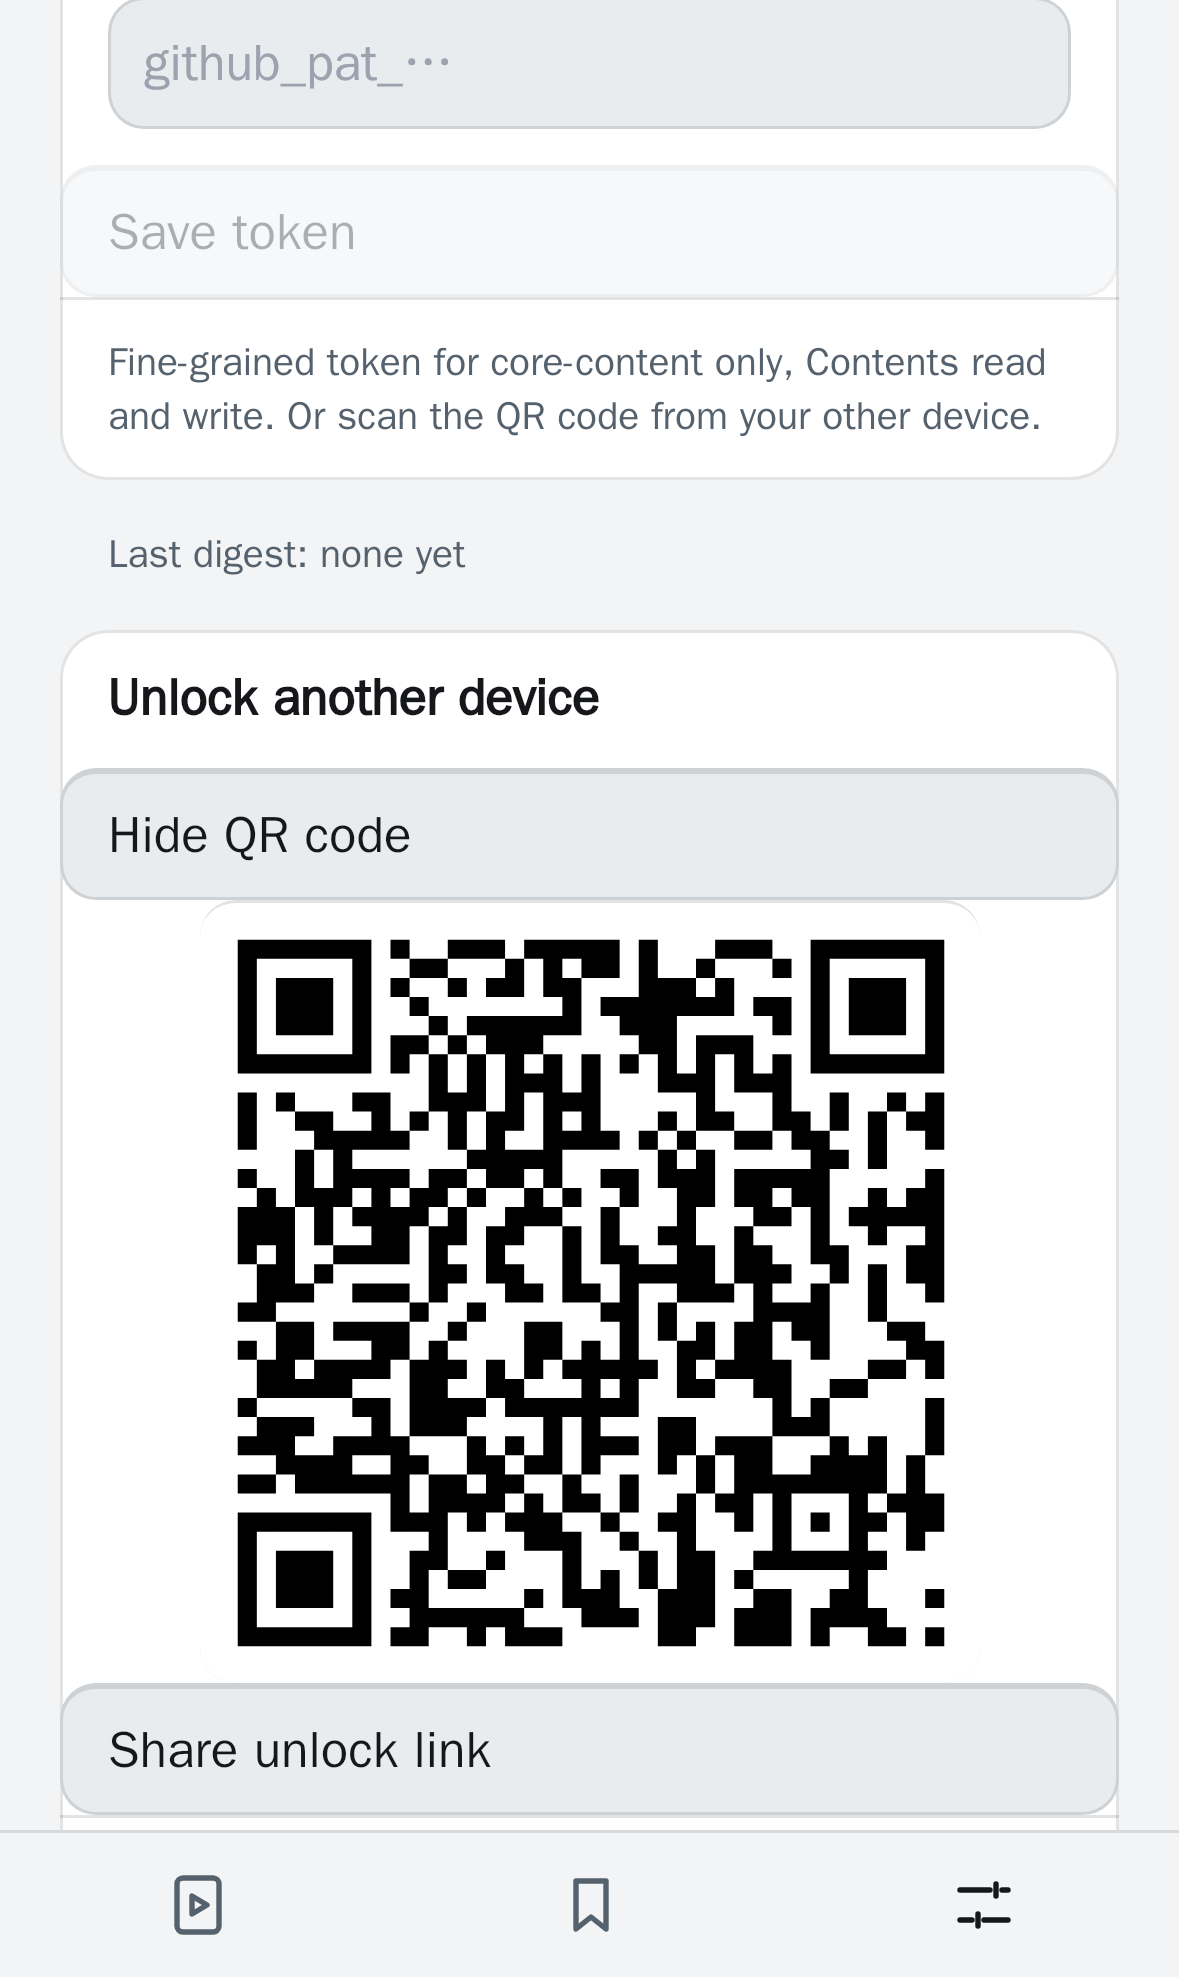 github_pat_…
Save token
Fine-grained token for core-content only, Contents read
and write. Or scan the QR code from your other device.
Last digest: none yet
Unlock another device
Hide QR code
Share unlock link